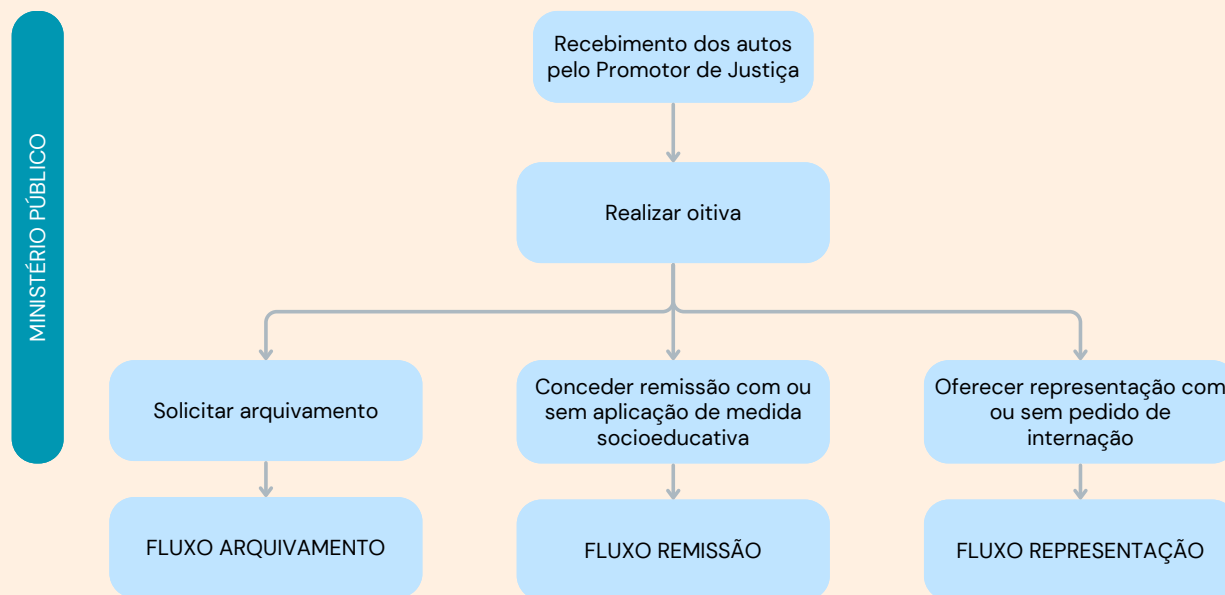 MINISTÉRIO PÚBLICO
Recebimento dos autos
pelo Promotor de Justiça
Realizar oitiva
Solicitar arquivamento
Conceder remissão com ou
sem aplicação de medida
socioeducativa
Oferecer representação com
ou sem pedido de
internação
FLUXO ARQUIVAMENTO
FLUXO REMISSÃO
FLUXO REPRESENTAÇÃO